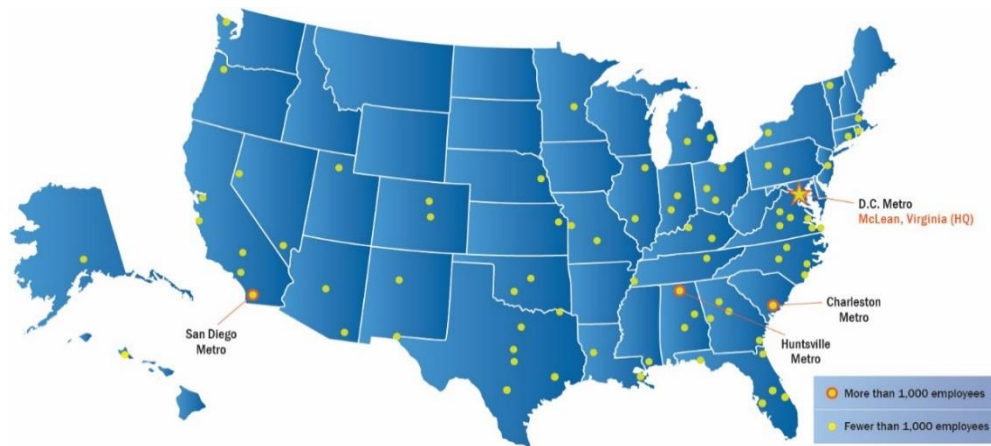 D.C. Metro
McLean, Virginia (HQ)
Charleston
Metro
San Diego
Metro
Huntsville
Metro
More than 1,000 employees
Fewer than 1,000 employees